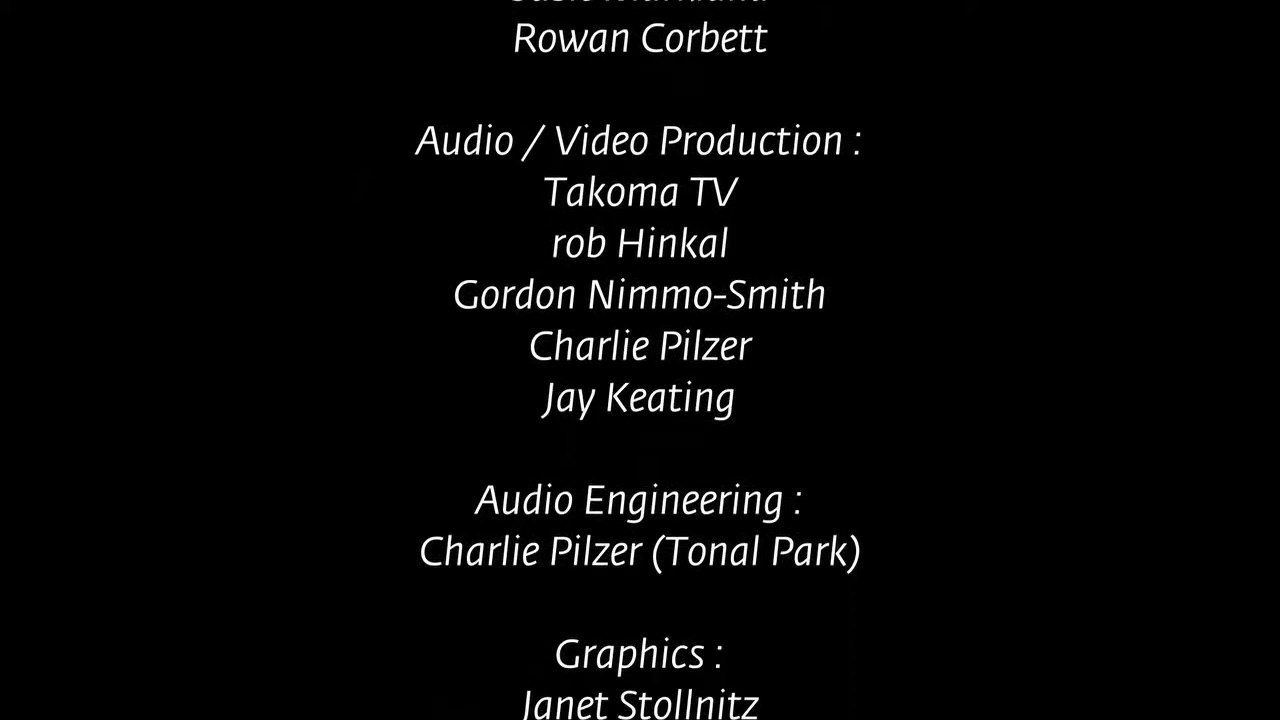 Rowan Corbett
Audio / Video Production :
Takoma TV
rob Hinkal
Gordon Nimmo-Smith
Charlie Pilzer
Jay Keating
Audio Engineering :
Charlie Pilzer (Tonal Park)
Graphics :
Janet Stollnitz